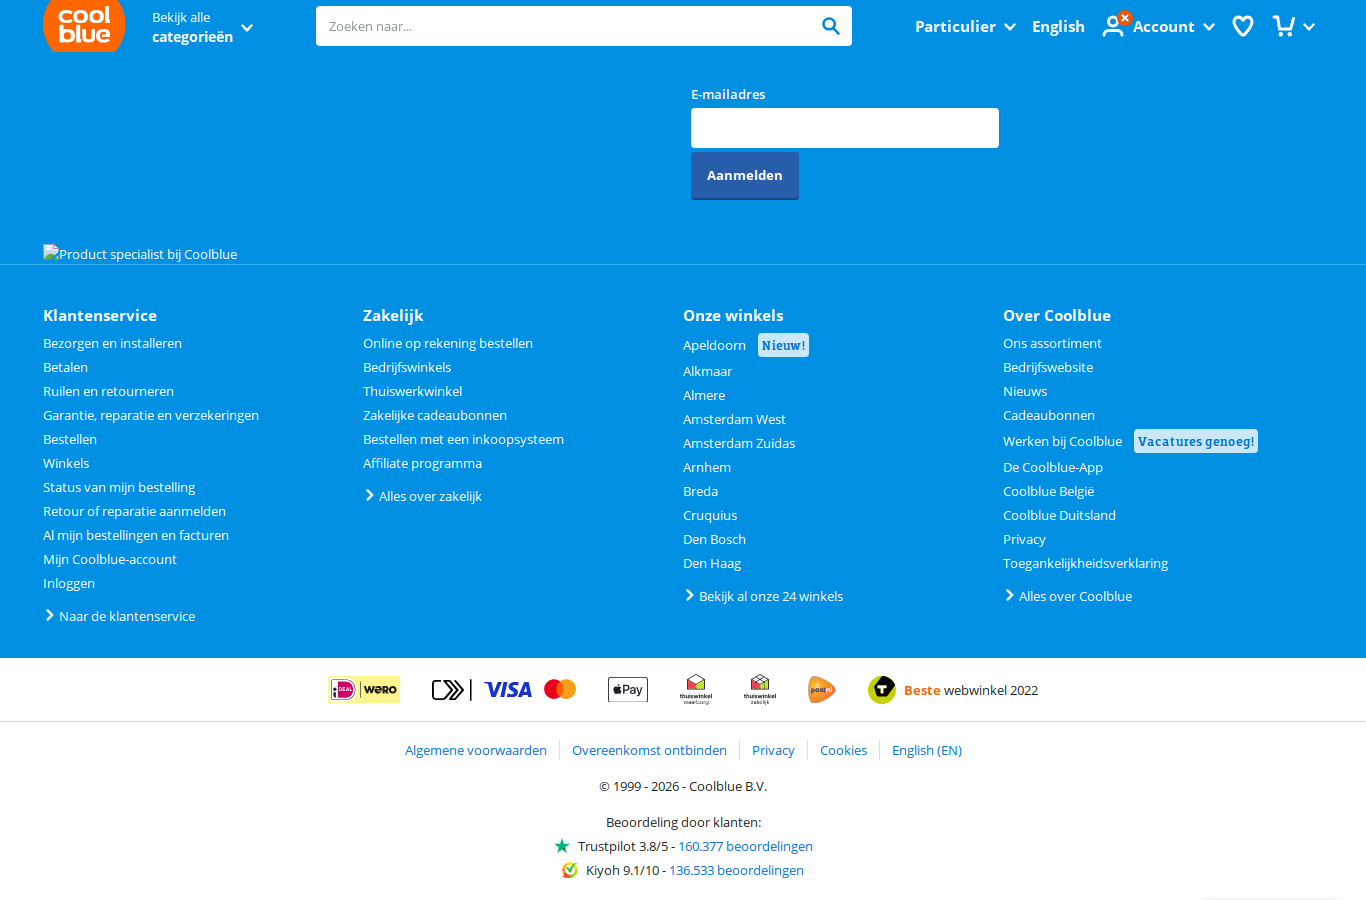 cool
blue
Bekijk alle
categorieën
Zoeken naar...
Particulier
English
Account
E-mailadres
Aanmelden
Product specialist bij Coolblue
Klantenservice
Bezorgen en installeren
Betalen
Ruilen en retourneren
Garantie, reparatie en verzekeringen
Bestellen
Winkels
Status van mijn bestelling
Retour of reparatie aanmelden
Al mijn bestellingen en facturen
Mijn Coolblue-account
Inloggen
Naar de klantenservice
Zakelijk
Online op rekening bestellen
Bedrijfswinkels
Thuiswerkwinkel
Zakelijke cadeaubonnen
Bestellen met een inkoopsysteem
Affiliate programma
Alles over zakelijk
Onze winkels
Apeldoorn Nieuw!
Alkmaar
Almere
Amsterdam West
Amsterdam Zuidas
Arnhem
Breda
Cruquius
Den Bosch
Den Haag
Bekijk al onze 24 winkels
Over Coolblue
Ons assortiment
Bedrijfswebsite
Nieuws
Cadeaubonnen
Werken bij Coolblue Vacatures genoeg!
De Coolblue-App
Coolblue België
Coolblue Duitsland
Privacy
Toegankelijkheidsverklaring
Alles over Coolblue
iDEAL wero
VISA
Pay
thuiswinkel
waarborg
thuiswinkel
zakelijk
postnl
T
Beste webwinkel 2022
Algemene voorwaarden
Overeenkomst ontbinden
Privacy
Cookies
English (EN)
© 1999 - 2026 - Coolblue B.V.
Beoordeling door klanten:
Trustpilot 3.8/5 - 160.377 beoordelingen
Kiyoh 9.1/10 - 136.533 beoordelingen